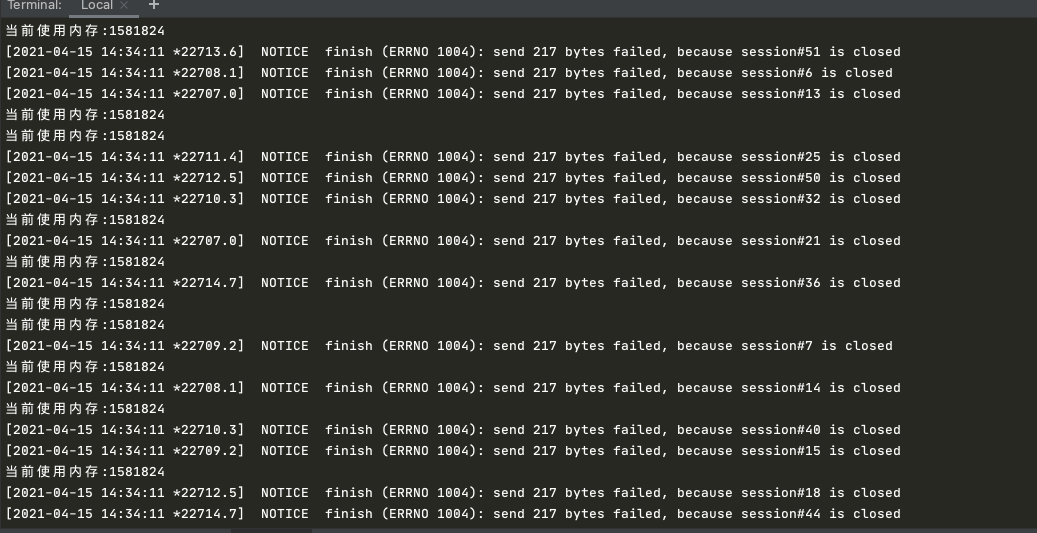 Terminal: Local × +
当前使用内存:1581824
[2021-04-15 14:34:11 *22713.6]  NOTICE  finish (ERRNO 1004): send 217 bytes failed, because session#51 is closed
[2021-04-15 14:34:11 *22708.1]  NOTICE  finish (ERRNO 1004): send 217 bytes failed, because session#6 is closed
[2021-04-15 14:34:11 *22707.0]  NOTICE  finish (ERRNO 1004): send 217 bytes failed, because session#13 is closed
当前使用内存:1581824
当前使用内存:1581824
[2021-04-15 14:34:11 *22711.4]  NOTICE  finish (ERRNO 1004): send 217 bytes failed, because session#25 is closed
[2021-04-15 14:34:11 *22712.5]  NOTICE  finish (ERRNO 1004): send 217 bytes failed, because session#50 is closed
[2021-04-15 14:34:11 *22710.3]  NOTICE  finish (ERRNO 1004): send 217 bytes failed, because session#32 is closed
当前使用内存:1581824
[2021-04-15 14:34:11 *22707.0]  NOTICE  finish (ERRNO 1004): send 217 bytes failed, because session#21 is closed
当前使用内存:1581824
[2021-04-15 14:34:11 *22714.7]  NOTICE  finish (ERRNO 1004): send 217 bytes failed, because session#36 is closed
当前使用内存:1581824
当前使用内存:1581824
[2021-04-15 14:34:11 *22709.2]  NOTICE  finish (ERRNO 1004): send 217 bytes failed, because session#7 is closed
当前使用内存:1581824
[2021-04-15 14:34:11 *22708.1]  NOTICE  finish (ERRNO 1004): send 217 bytes failed, because session#14 is closed
当前使用内存:1581824
[2021-04-15 14:34:11 *22710.3]  NOTICE  finish (ERRNO 1004): send 217 bytes failed, because session#40 is closed
[2021-04-15 14:34:11 *22709.2]  NOTICE  finish (ERRNO 1004): send 217 bytes failed, because session#15 is closed
当前使用内存:1581824
[2021-04-15 14:34:11 *22712.5]  NOTICE  finish (ERRNO 1004): send 217 bytes failed, because session#18 is closed
[2021-04-15 14:34:11 *22714.7]  NOTICE  finish (ERRNO 1004): send 217 bytes failed, because session#44 is closed